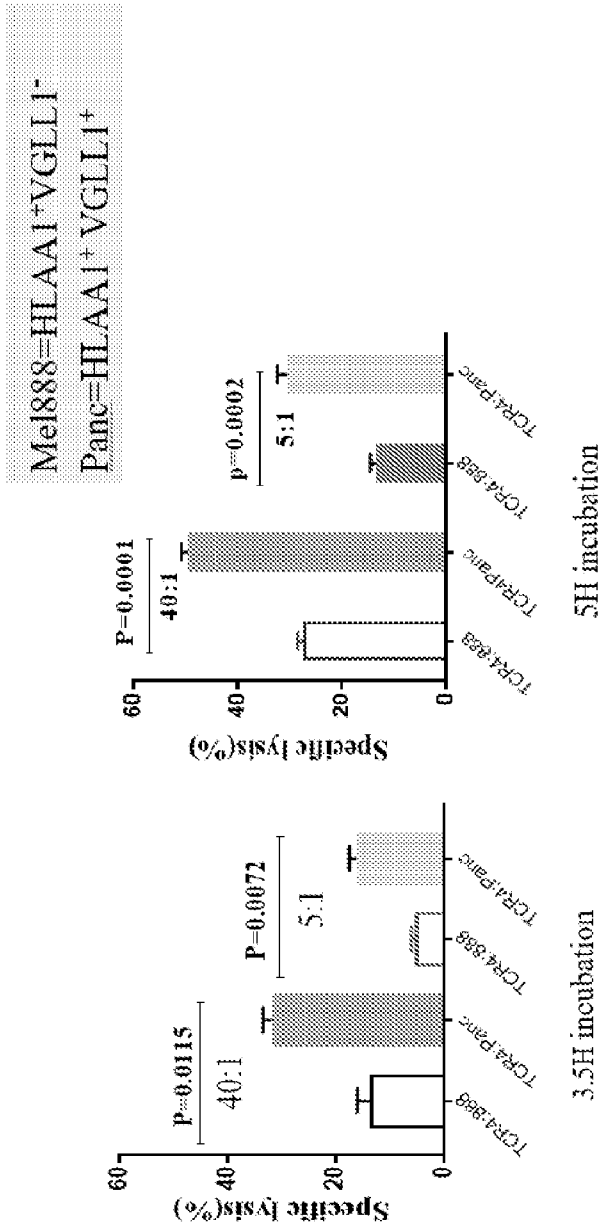 Mel888=HLAA1+VGLL1-
Panc=HLAA1+ VGLL1+
Specific lysis(%)
60
40
20
0
P=0.0115
40:1
P=0.0072
5:1
TCR4:888
TCR4:Panc
TCR4:888
TCR4:Panc
3.5H incubation
Specific lysis(%)
60
40
20
0
P=0.0001
40:1
p=0.0002
5:1
TCR4:888
TCR4Panc
TCR4:888
TCR4:Panc
5H incubation